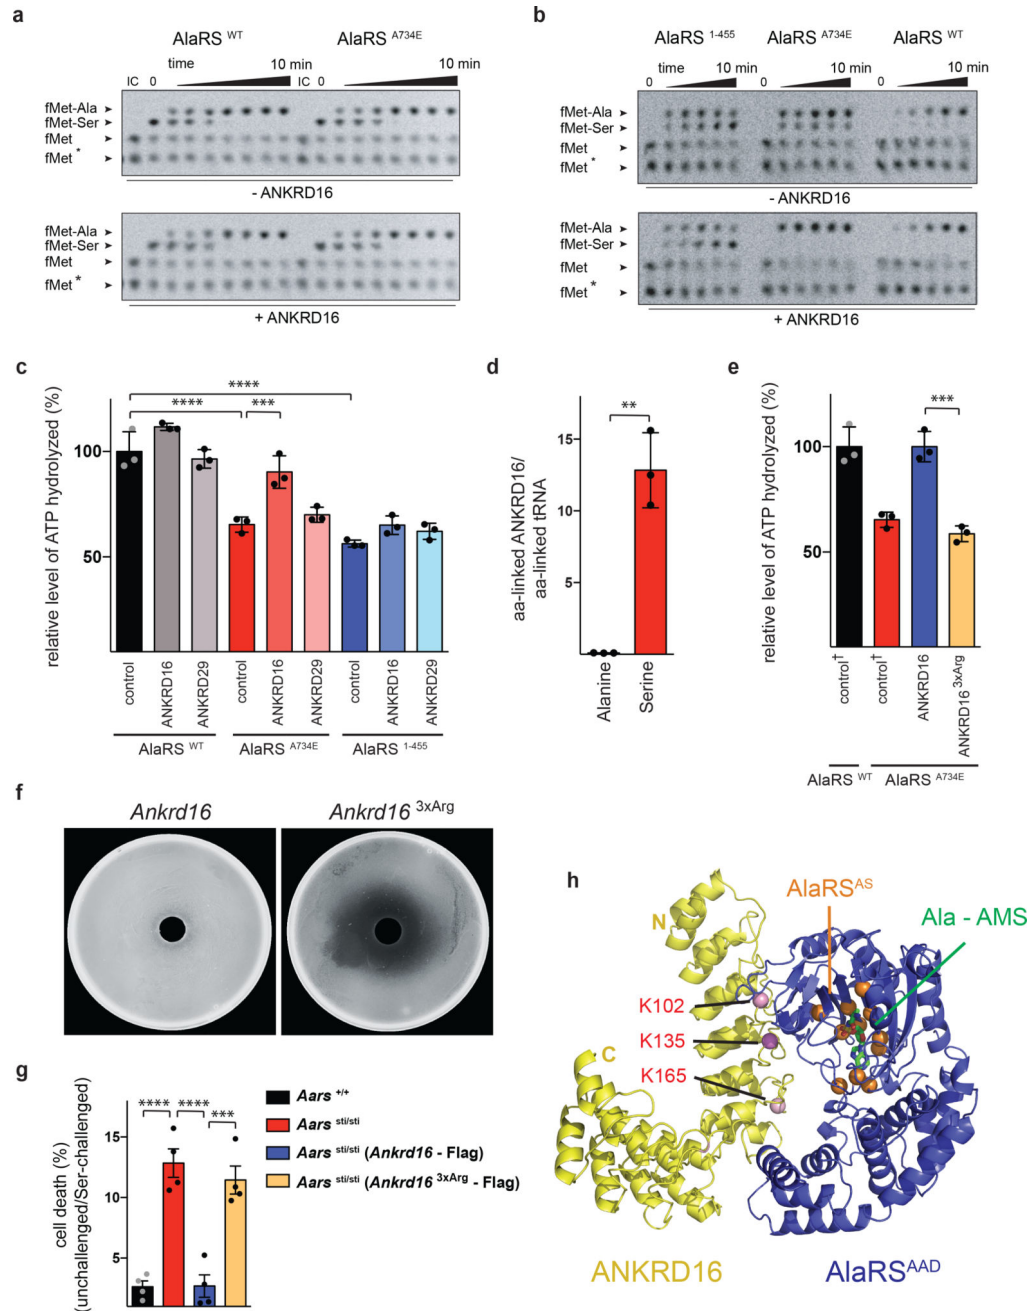 a
AlaRS WT
AlaRS A734E
IC 0 time 10 min IC 0 10 min
fMet-Ala
fMet-Ser
fMet
fMet *
- ANKRD16
fMet-Ala
fMet-Ser
fMet
fMet *
+ ANKRD16
b
AlaRS 1-455
AlaRS A734E
AlaRS WT
0 time 10 min 0 10 min 0 10 min
fMet-Ala
fMet-Ser
fMet
fMet *
- ANKRD16
fMet-Ala
fMet-Ser
fMet
fMet *
+ ANKRD16
c
relative level of ATP hydrolyzed (%)
100
50
****
****
***
control
ANKRD16
ANKRD29
control
ANKRD16
ANKRD29
control
ANKRD16
ANKRD29
AlaRS WT
AlaRS A734E
AlaRS 1-455
d
aa-linked ANKRD16/
aa-linked tRNA
15
10
5
**
Alanine
Serine
e
relative level of ATP hydrolyzed (%)
100
50
***
control†
control†
ANKRD16
ANKRD16 3xArg
AlaRS WT
AlaRS A734E
f
Ankrd16
Ankrd16 3xArg
g
cell death (%)
(unchallenged/Ser-challenged)
15
10
5
****
****
***
Aars +/+
Aars sti/sti
Aars sti/sti (Ankrd16 - Flag)
Aars sti/sti (Ankrd16 3xArg - Flag)
h
AlaRS AS
Ala - AMS
N
K102
K135
K165
C
ANKRD16
AlaRS AAD